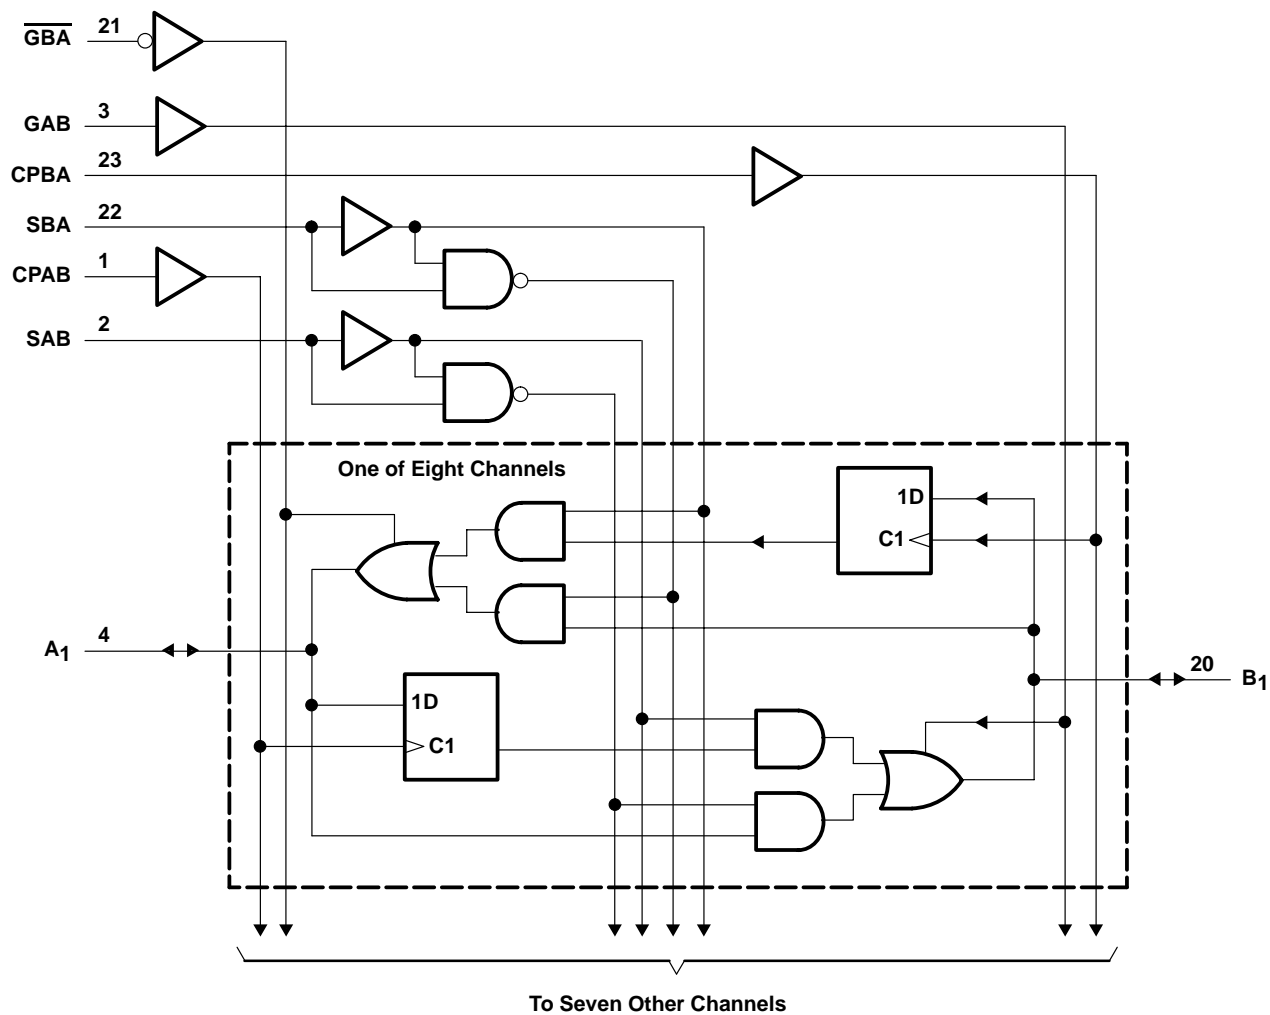 G̅B̅A̅ 21
GAB 3
CPBA 23
SBA 22
CPAB 1
SAB 2
One of Eight Channels
1D
C1
A1 4
20 B1
1D
C1
To Seven Other Channels